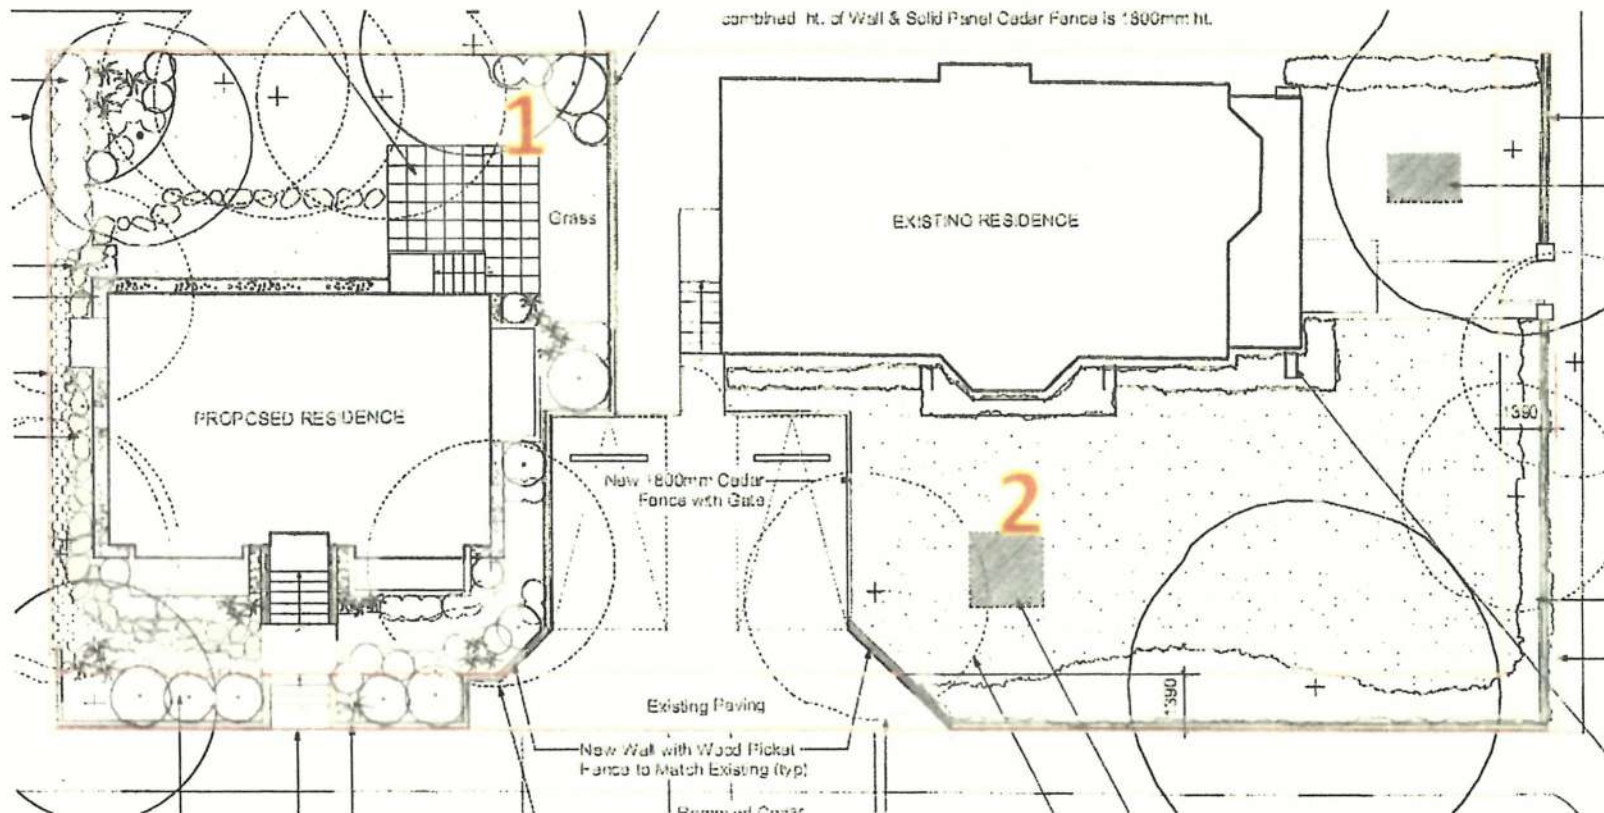 combined ht. of Wall & Solid Panel Cedar Fence is 1800mm ht.
1
Grass
EXISTING RESIDENCE
PROPOSED RESIDENCE
1390
New 1800mm Cedar
Fence with Gate
2
Existing Paving
1390
New Wall with Wood Picket
Fence to Match Existing (typ)
Cedar